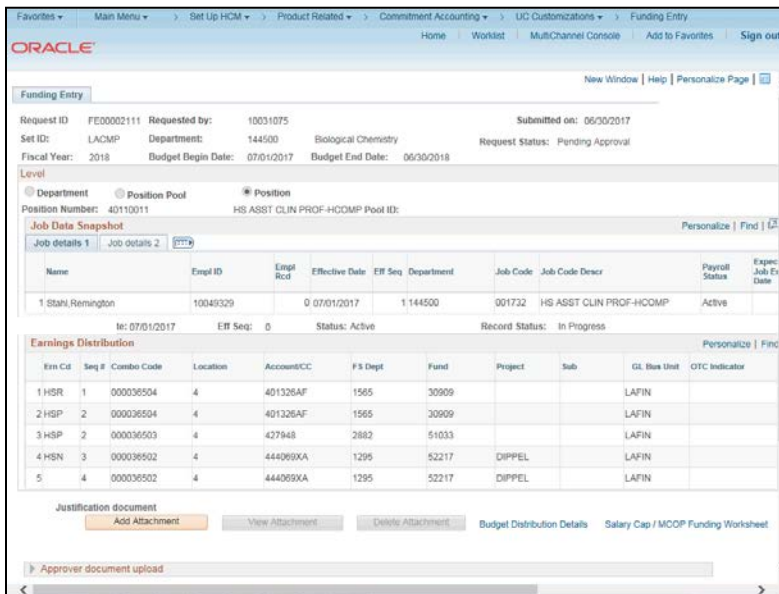 Favorites Main Menu > Set Up HCM > Product Related > Commitment Accounting > UC Customizations > Funding Entry
Home Worklist MultiChannel Console Add to Favorites Sign out
ORACLE
New Window | Help | Personalize Page |
Funding Entry
Request ID FE00002111 Requested by: 10031075 Submitted on: 06/30/2017
Set ID: LACMP Department: 144500 Biological Chemistry Request Status: Pending Approval
Fiscal Year: 2018 Budget Begin Date: 07/01/2017 Budget End Date: 06/30/2018
Level
Department Position Pool Position
Position Number: 40110011 HS ASST CLIN PROF-HCOMP Pool ID:
Job Data Snapshot Personalize | Find |
Job details 1 Job details 2
Name Empl ID Empl Rcd Effective Date Eff Seq Department Job Code Job Code Descr Payroll Status Expec Job En Date
1 Stahl,Remington 10049329 0 07/01/2017 1 144500 001732 HS ASST CLIN PROF-HCOMP Active
te: 07/01/2017 Eff Seq: 0 Status: Active Record Status: In Progress
Earnings Distribution Personalize | Find
Ern Cd Seq # Combo Code Location Account/CC FS Dept Fund Project Sub GL Bus Unit OTC Indicator
1 HSR 1 000036504 4 401326AF 1565 30909 LAFIN
2 HSP 2 000036504 4 401326AF 1565 30909 LAFIN
3 HSP 2 000036503 4 427948 2882 51033 LAFIN
4 HSN 3 000036502 4 444069XA 1295 52217 DIPPEL LAFIN
5 4 000036502 4 444069XA 1295 52217 DIPPEL LAFIN
Justification document
Add Attachment View Attachment Delete Attachment Budget Distribution Details Salary Cap / MCOP Funding Worksheet
Approver document upload